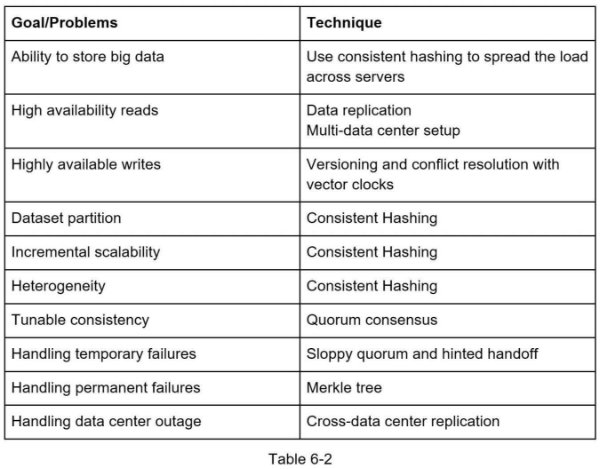 Goal/Problems Technique
Ability to store big data Use consistent hashing to spread the load
across servers
High availability reads Data replication
Multi-data center setup
Highly available writes Versioning and conflict resolution with
vector clocks
Dataset partition Consistent Hashing
Incremental scalability Consistent Hashing
Heterogeneity Consistent Hashing
Tunable consistency Quorum consensus
Handling temporary failures Sloppy quorum and hinted handoff
Handling permanent failures Merkle tree
Handling data center outage Cross-data center replication
Table 6-2